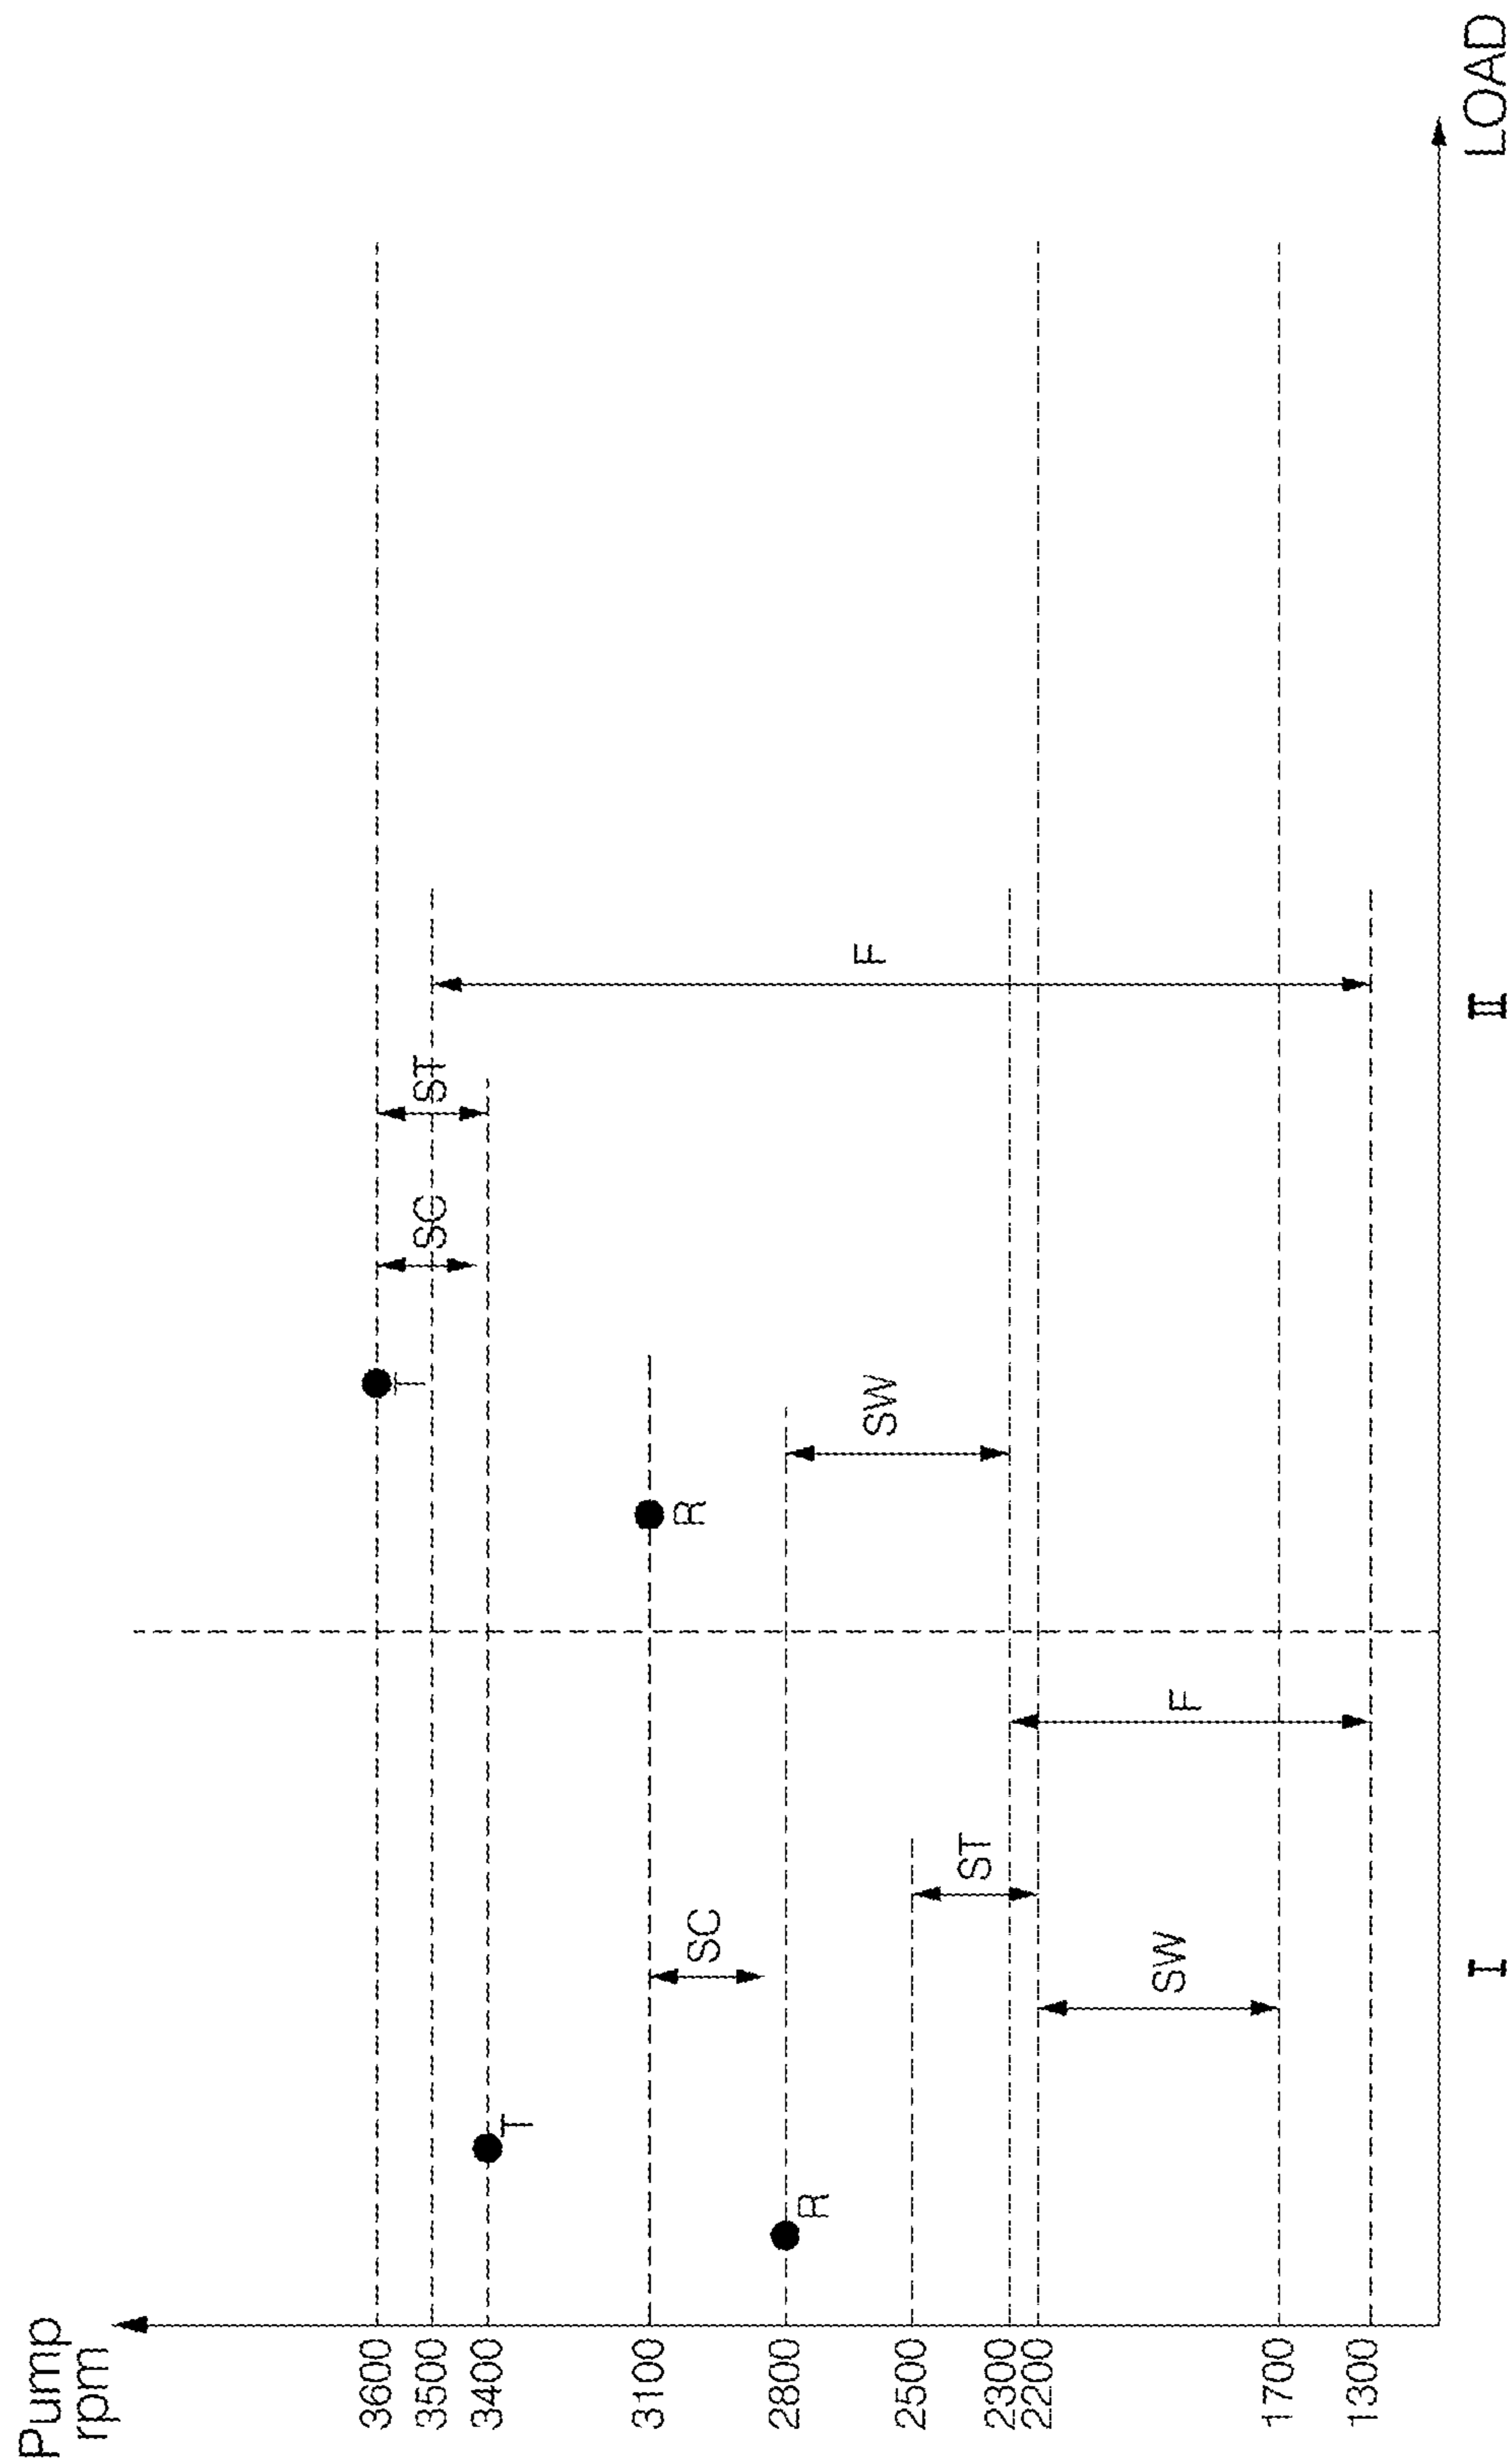 Pump
rpm
3600
3500
3400
3100
2800
2500
2300
2200
1700
1300
T
R
SC
ST
SW
F
T
R
SC
ST
SW
F
I
II
LOAD